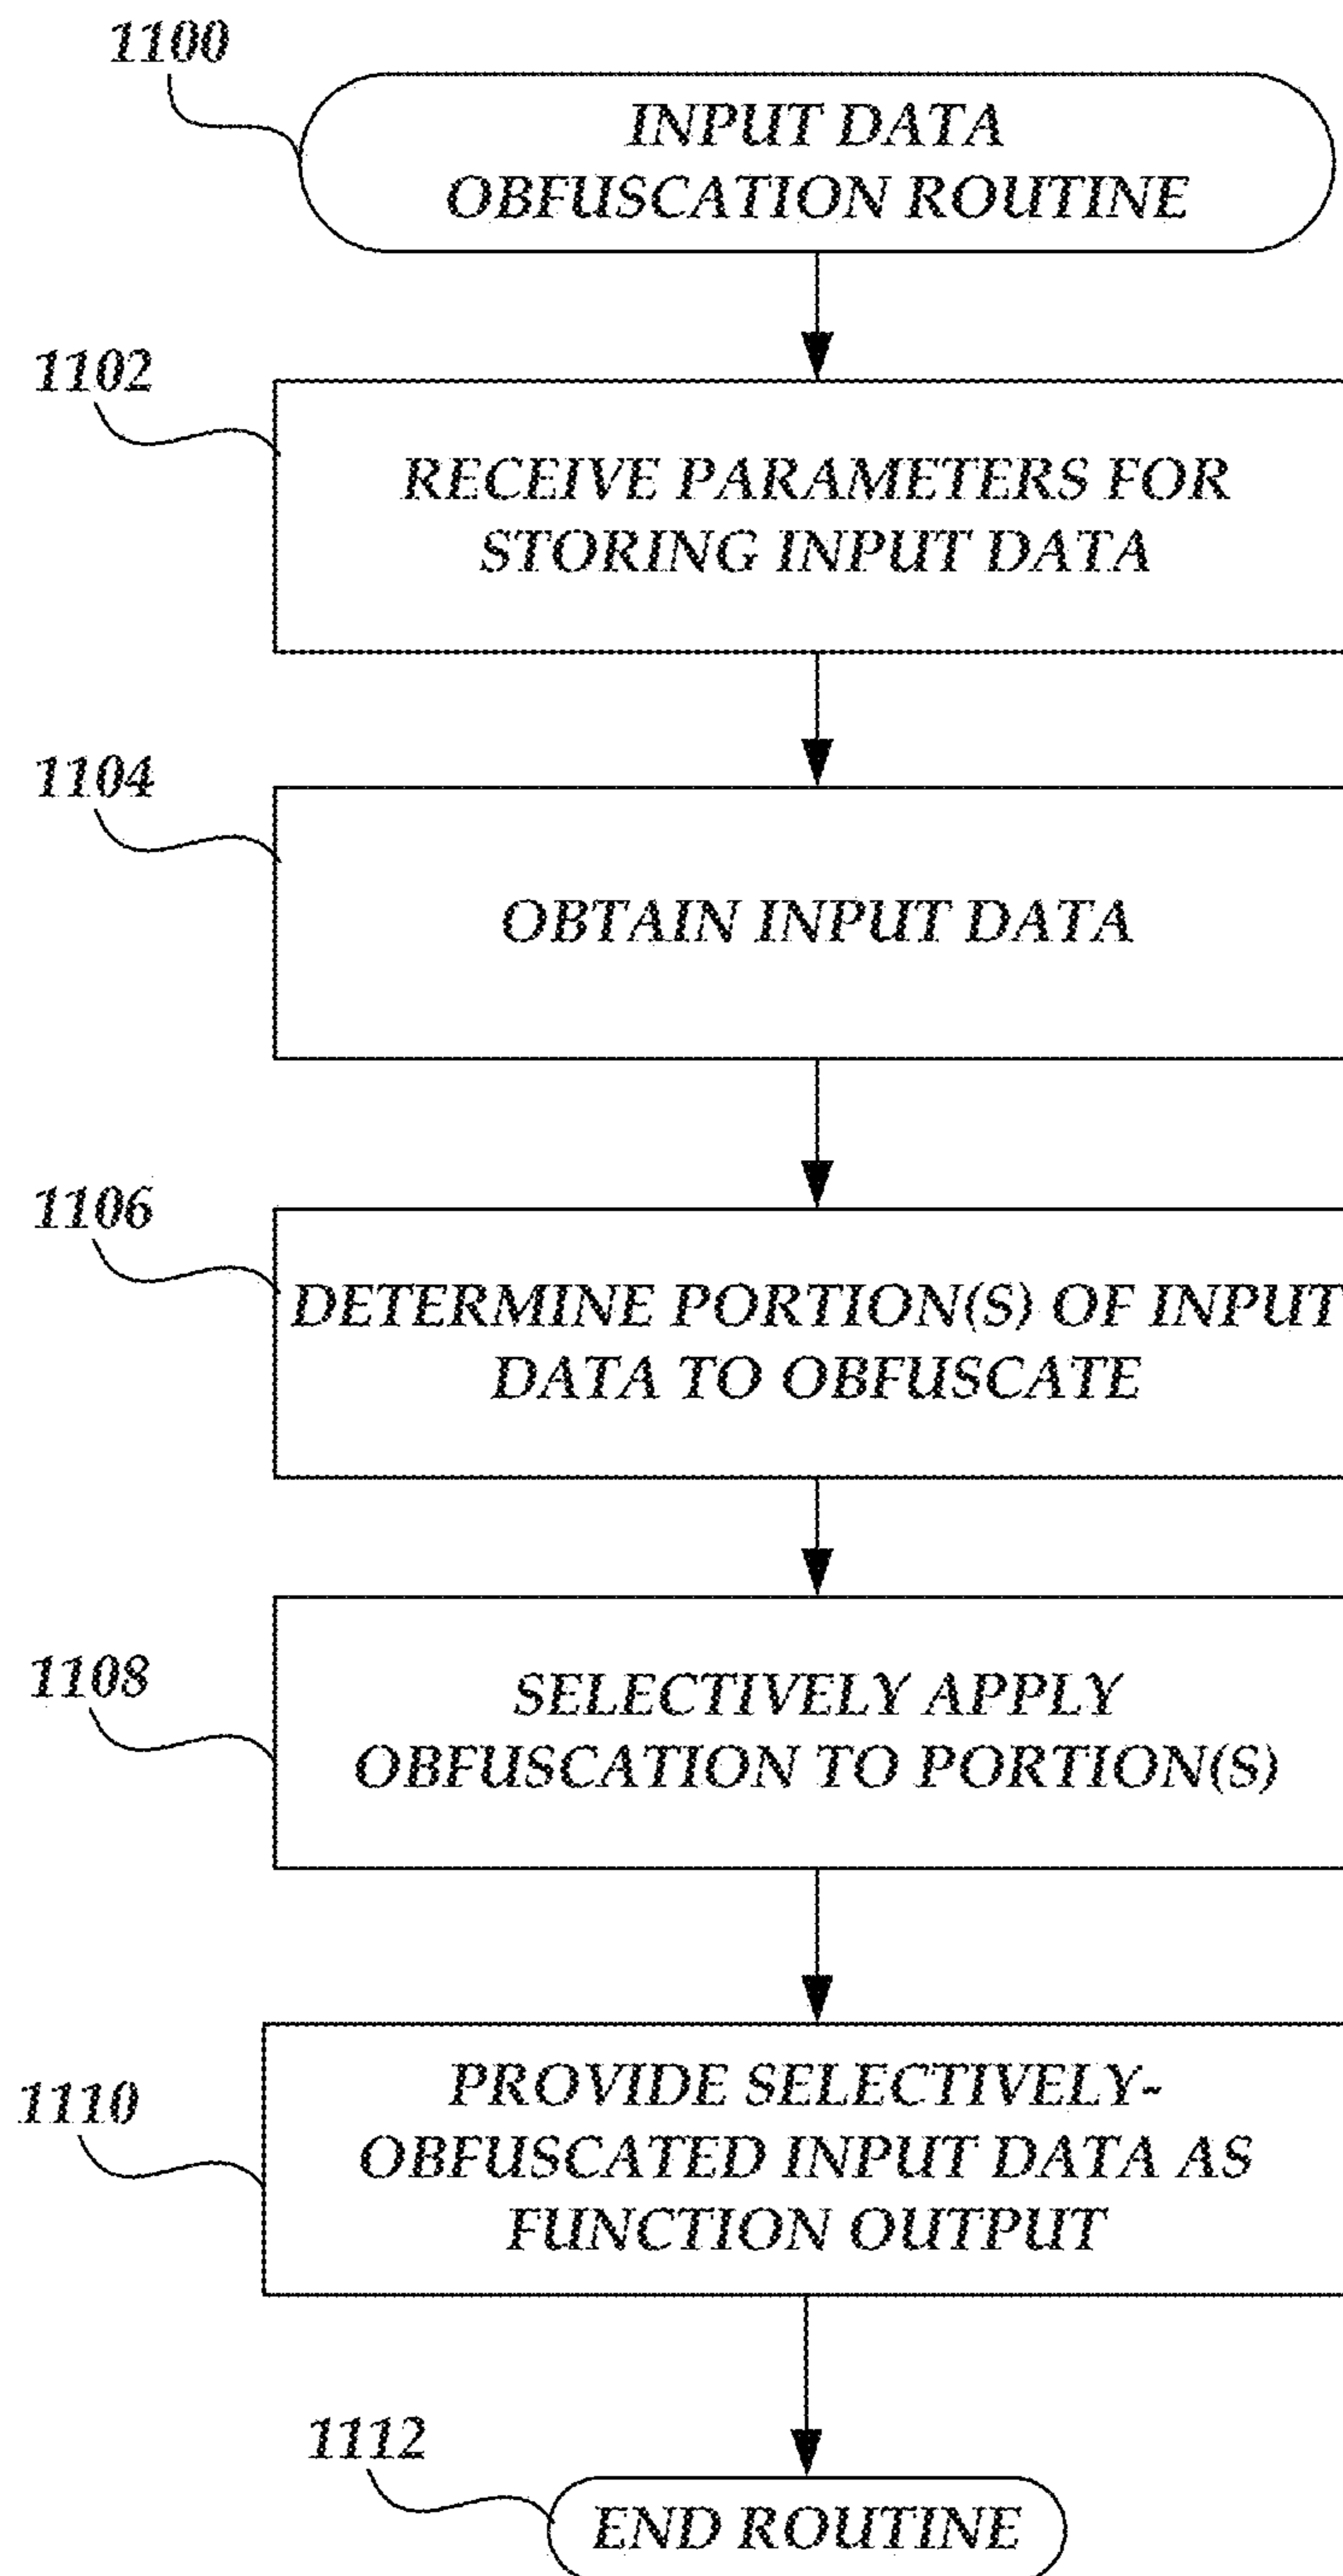 1100
INPUT DATA
OBFUSCATION ROUTINE
1102
RECEIVE PARAMETERS FOR
STORING INPUT DATA
1104
OBTAIN INPUT DATA
1106
DETERMINE PORTION(S) OF INPUT
DATA TO OBFUSCATE
1108
SELECTIVELY APPLY
OBFUSCATION TO PORTION(S)
1110
PROVIDE SELECTIVELY-
OBFUSCATED INPUT DATA AS
FUNCTION OUTPUT
1112
END ROUTINE